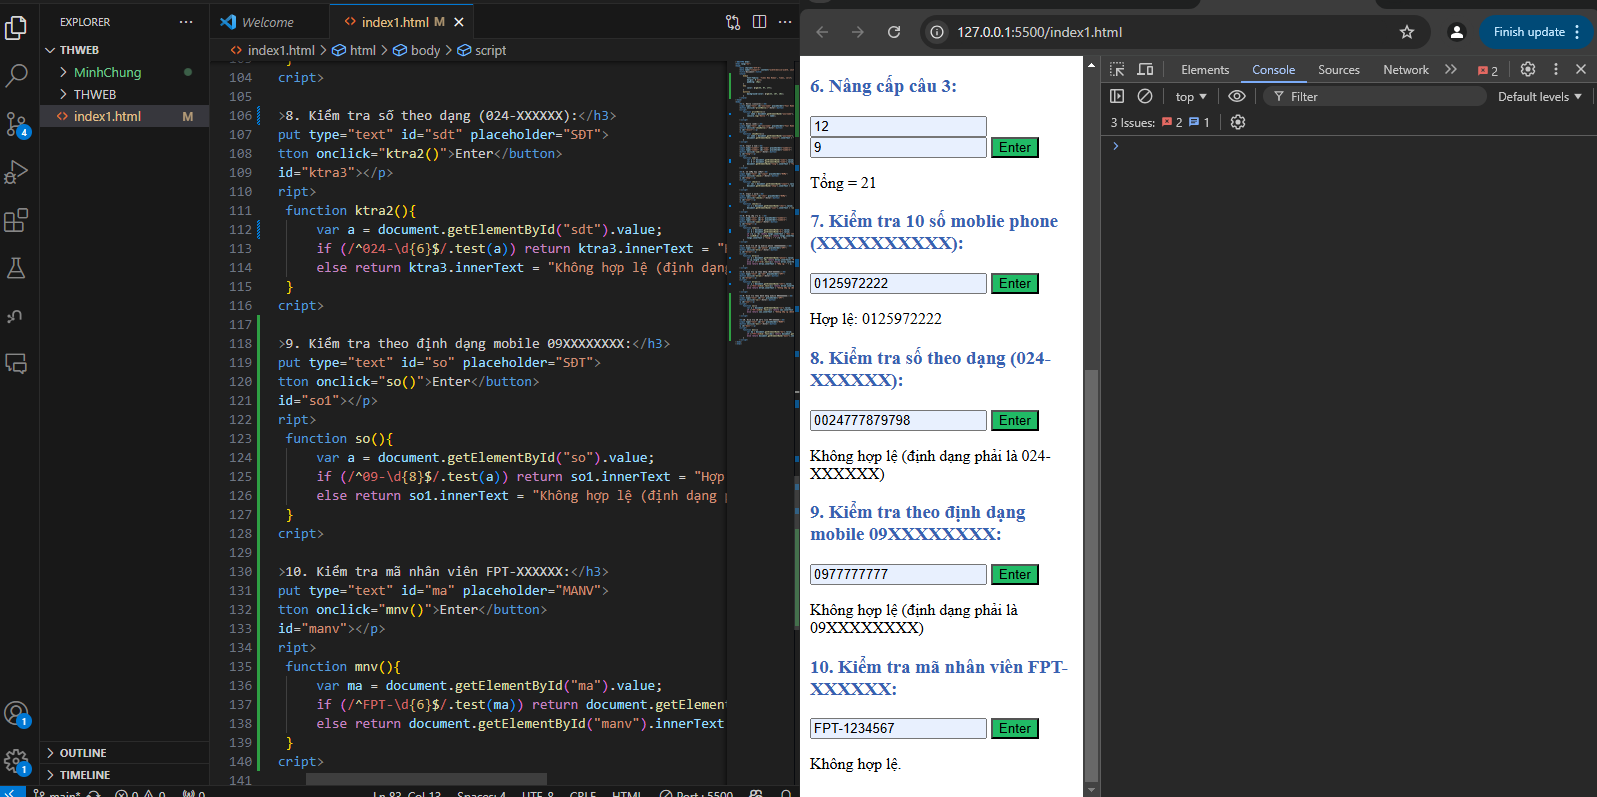 EXPLORER
THWEB
MinhChung
THWEB
index1.html M
OUTLINE
TIMELINE
4
1
1
Welcome
index1.html M
index1.html > html > body > script
104 cript>
105
106 >8. Kiểm tra số theo dạng (024-XXXXXX):</h3>
107 put type="text" id="sdt" placeholder="SĐT">
108 tton onclick="ktra2()">Enter</button>
109 id="ktra3"></p>
110 ript>
111 function ktra2(){
112 var a = document.getElementById("sdt").value;
113 if (/^024-\d{6}$/.test(a)) return ktra3.innerText = "
114 else return ktra3.innerText = "Không hợp lệ (định dạng
115 }
116 cript>
117
118 >9. Kiểm tra theo định dạng mobile 09XXXXXXXX:</h3>
119 put type="text" id="so" placeholder="SĐT">
120 tton onclick="so()">Enter</button>
121 id="so1"></p>
122 ript>
123 function so(){
124 var a = document.getElementById("so").value;
125 if (/^09-\d{8}$/.test(a)) return so1.innerText = "Hợp
126 else return so1.innerText = "Không hợp lệ (định dạng
127 }
128 cript>
129
130 >10. Kiểm tra mã nhân viên FPT-XXXXXX:</h3>
131 put type="text" id="ma" placeholder="MANV">
132 tton onclick="mnv()">Enter</button>
133 id="manv"></p>
134 ript>
135 function mnv(){
136 var ma = document.getElementById("ma").value;
137 if (/^FPT-\d{6}$/.test(ma)) return document.getElement
138 else return document.getElementById("manv").innerText
139 }
140 cript>
141
main* 0 0 0 Ln 83, Col 13 Spaces: 4 UTF-8 CRLF HTML Port : 5500
127.0.0.1:5500/index1.html
Finish update
6. Nâng cấp câu 3:
12
9 Enter
Tổng = 21
7. Kiểm tra 10 số moblie phone
(XXXXXXXXXX):
0125972222 Enter
Hợp lệ: 0125972222
8. Kiểm tra số theo dạng (024-
XXXXXX):
0024777879798 Enter
Không hợp lệ (định dạng phải là 024-
XXXXXX)
9. Kiểm tra theo định dạng
mobile 09XXXXXXXX:
0977777777 Enter
Không hợp lệ (định dạng phải là
09XXXXXXXX)
10. Kiểm tra mã nhân viên FPT-
XXXXXX:
FPT-1234567 Enter
Không hợp lệ.
Elements Console Sources Network 2
top Filter Default levels
3 Issues: 2 1